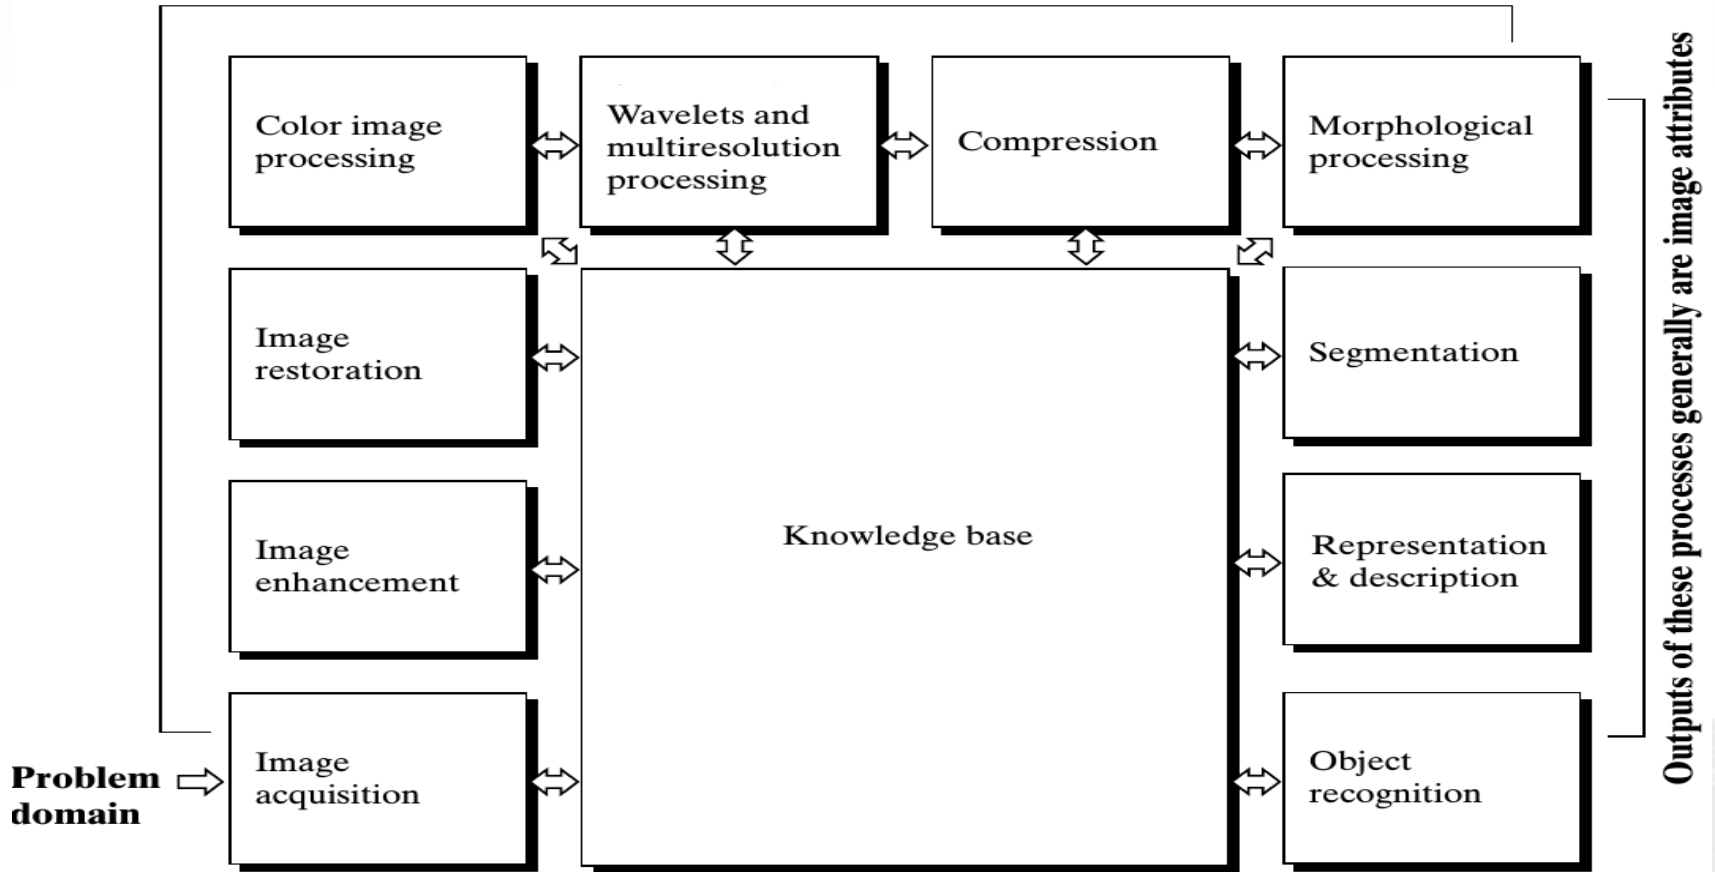 Color image
processing
Wavelets and
multiresolution
processing
Compression
Morphological
processing
Image
restoration
Segmentation
Image
enhancement
Knowledge base
Representation
& description
Problem
domain
Image
acquisition
Object
recognition
Outputs of these processes generally are image attributes